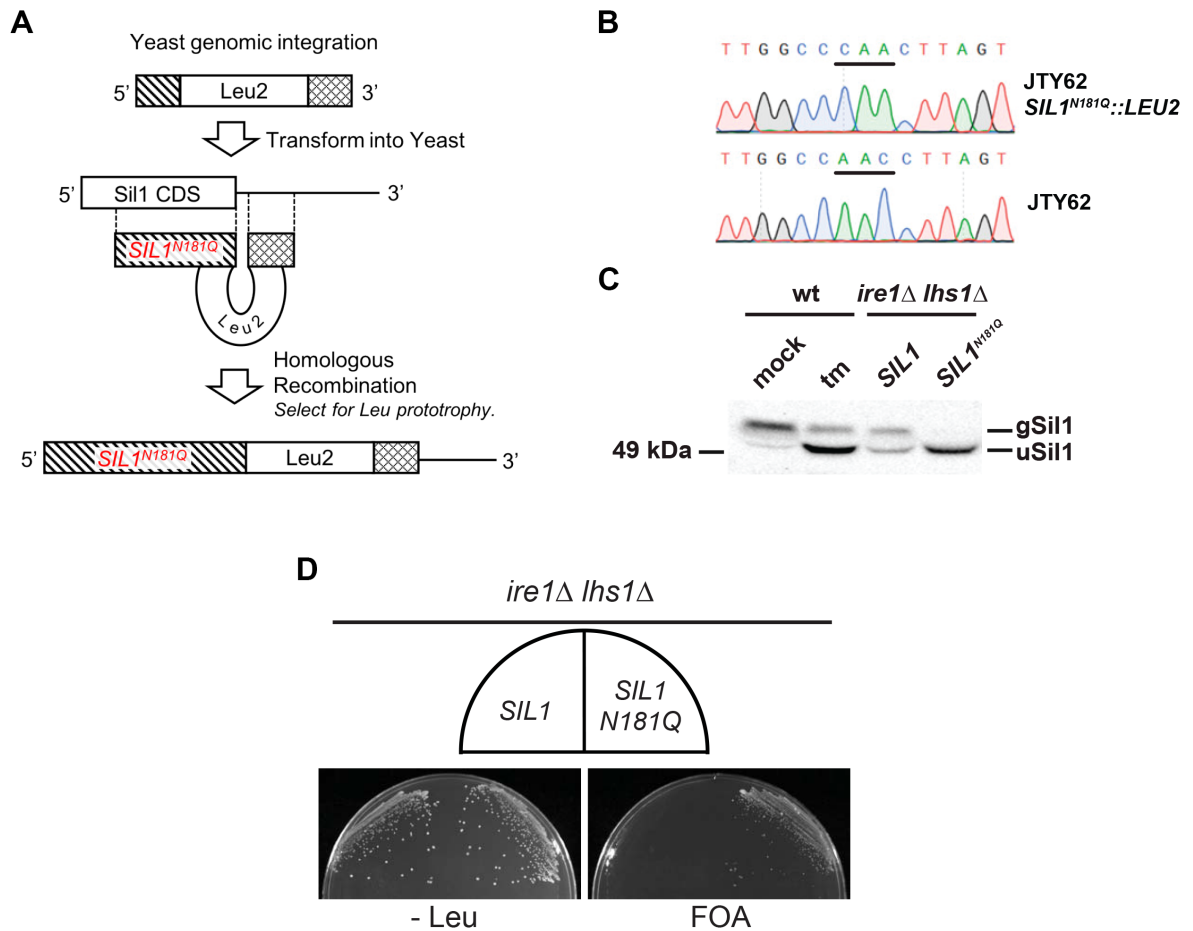 A
Yeast genomic integration
5’ Leu2 3’
Transform into Yeast
5’ Sil1 CDS 3’
SIL1N181Q
Leu2
Homologous
Recombination
Select for Leu prototrophy.
5’ SIL1N181Q Leu2 3’
B
T T G G C C C A A C T T A G T
JTY62
SIL1N181Q::LEU2
T T G G C C A A C C T T A G T
JTY62
C
wt ire1Δ lhs1Δ
mock tm SIL1 SIL1N181Q
gSil1
49 kDa uSil1
D
ire1Δ lhs1Δ
SIL1
SIL1
N181Q
- Leu FOA